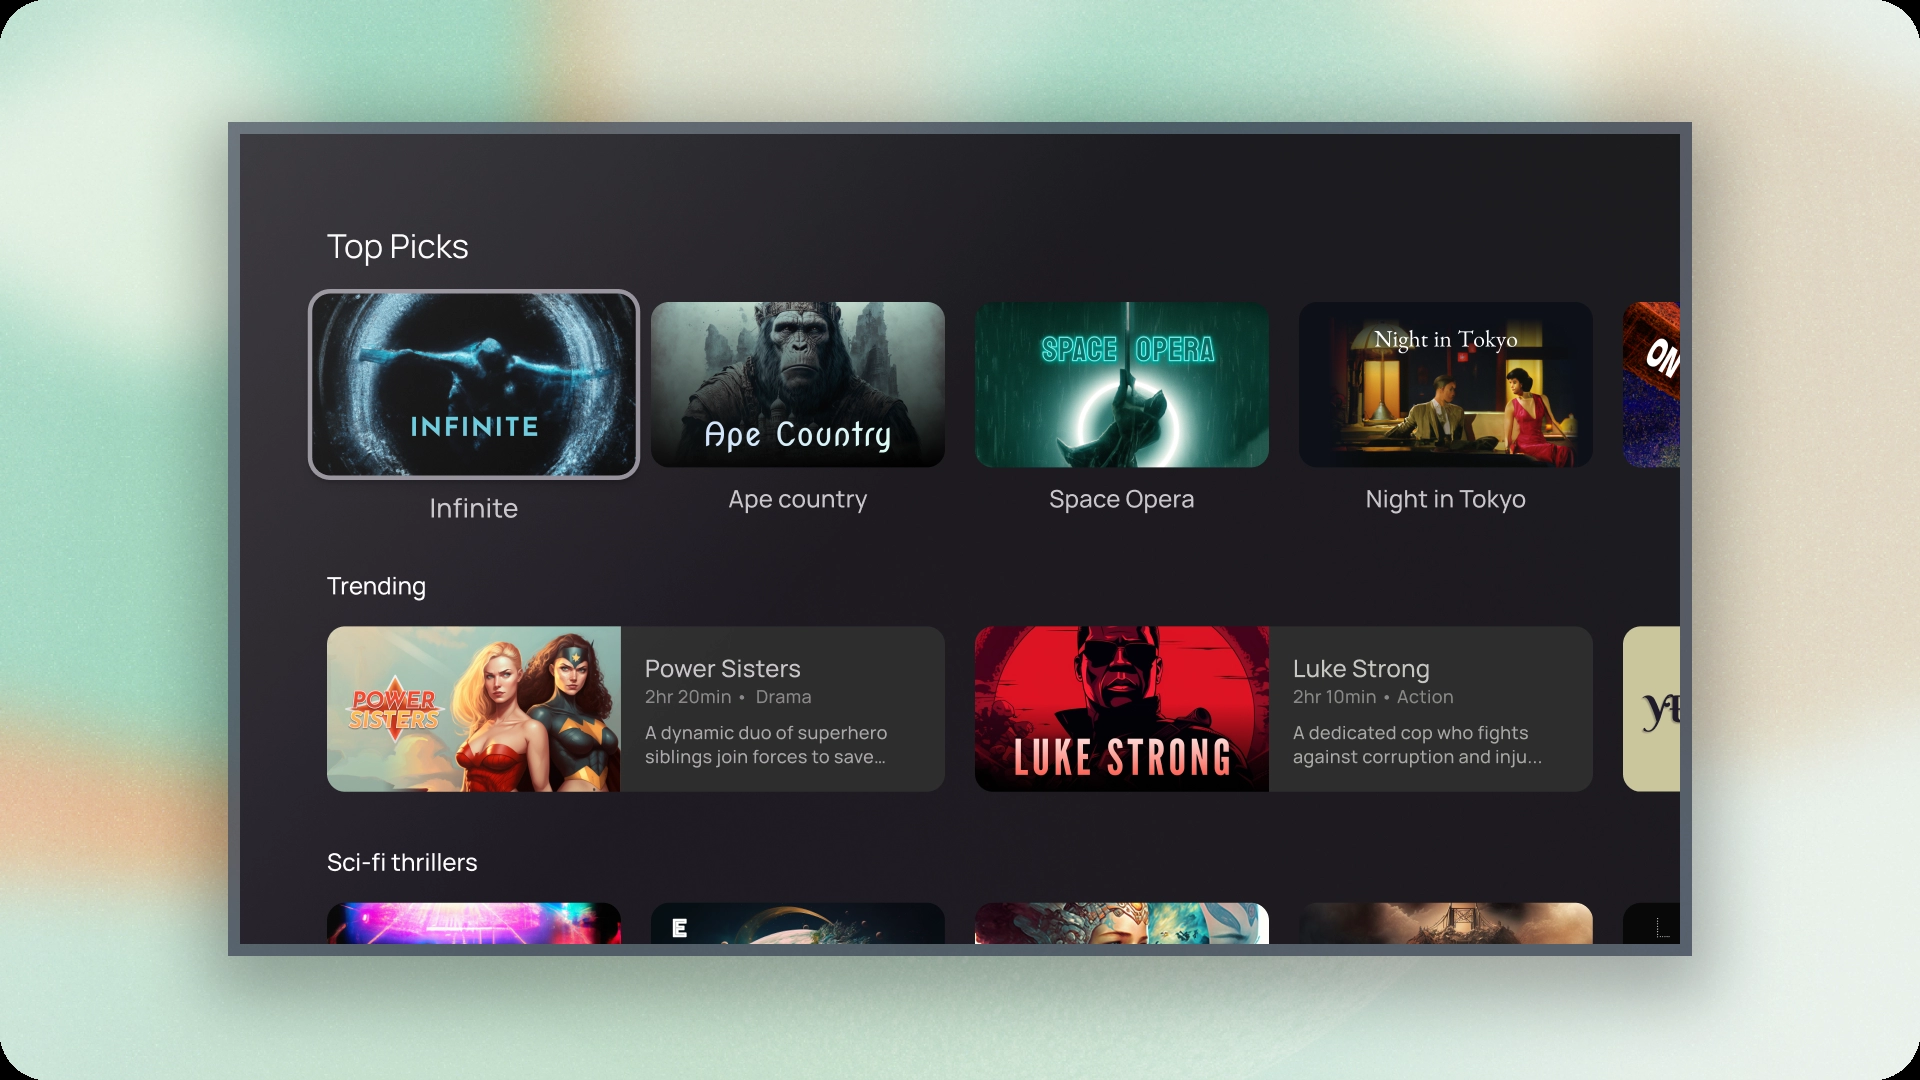 Top Picks
INFINITE
Ape Country
SPACE OPERA
Night in Tokyo
ON
Infinite
Ape country
Space Opera
Night in Tokyo
Trending
POWER
SISTERS
Power Sisters
2hr 20min • Drama
A dynamic duo of superhero
siblings join forces to save...
LUKE STRONG
Luke Strong
2hr 10min • Action
A dedicated cop who fights
against corruption and inju...
Sci-fi thrillers
E